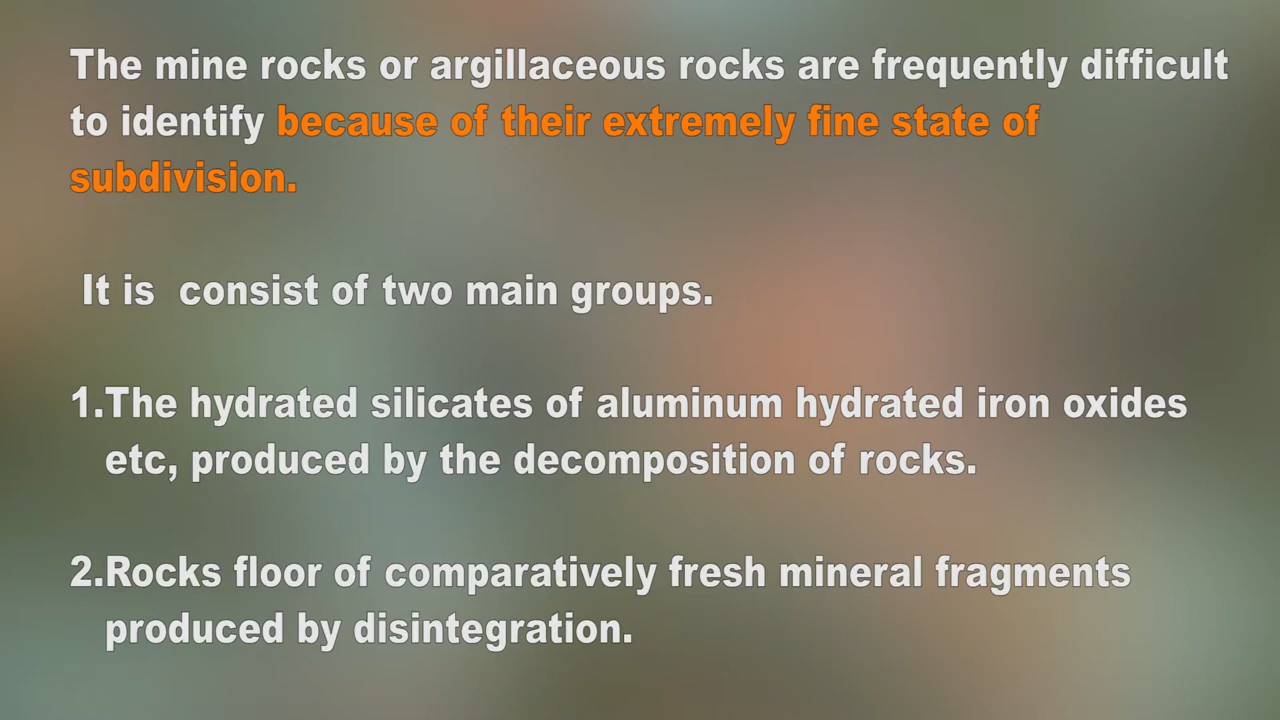 The mine rocks or argillaceous rocks are frequently difficult
to identify because of their extremely fine state of
subdivision.
It is consist of two main groups.
1.The hydrated silicates of aluminum hydrated iron oxides
etc, produced by the decomposition of rocks.
2.Rocks floor of comparatively fresh mineral fragments
produced by disintegration.